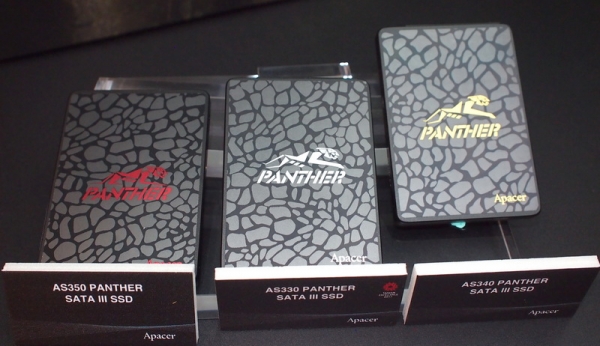 PANTHER
PANTHER
Apacer
PANTHER
Apacer
AS350 PANTHER
SATA III SSD
Apacer
AS330 PANTHER
SATA III SSD
Apacer
AS340 PANTHER
SATA III SSD
Apacer